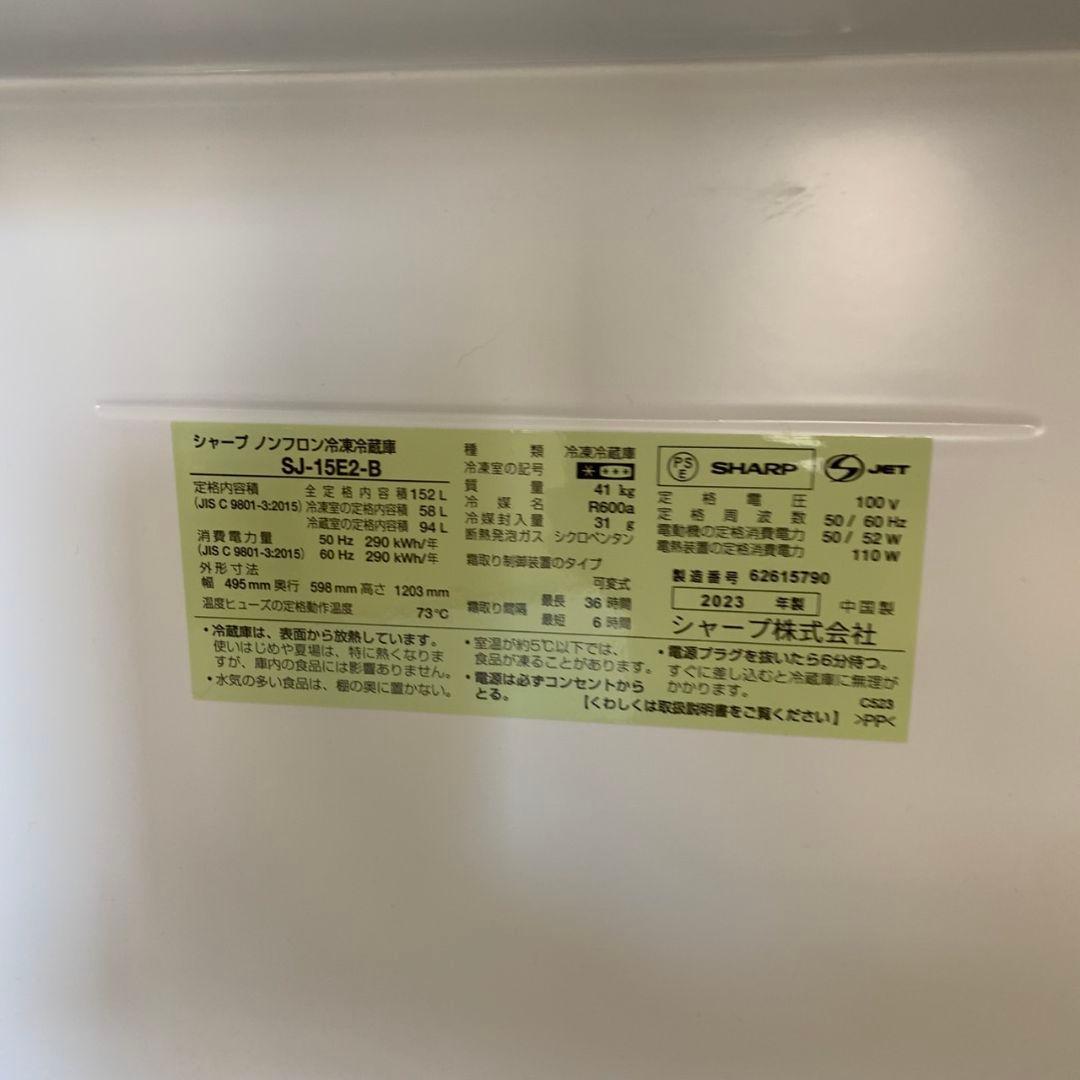 シャープ ノンフロン冷凍冷蔵庫
SJ-15E2-B
定格内容積 全定格内容積 152 L
(JIS C 9801-3:2015) 冷凍室の定格内容積 58 L
冷蔵室の定格内容積 94 L
消費電力量 50 Hz 290 kWh/年
(JIS C 9801-3:2015) 60 Hz 290 kWh/年
外形寸法
幅 495 mm 奥行 598 mm 高さ 1203 mm
温度ヒューズの定格動作温度 73℃
種類 冷凍冷蔵庫
冷凍室の記号
質量 41 kg
冷媒名 R600a
冷媒封入量 31 g
断熱発泡ガス シクロペンタン
霜取り制御装置のタイプ
可変式
霜取り間隔 最長 36 時間
最短 6 時間
PSE SHARP S JET
定格電圧 100 V
定格周波数 50 / 60 Hz
電動機の定格消費電力 50 / 52 W
電熱装置の定格消費電力 110 W
製造番号 62615790
2023 年製 中国製
シャープ株式会社
・冷蔵庫は、表面から放熱しています。
使いはじめや夏場は、特に熱くなりま
すが、庫内の食品には影響ありません。
・水気の多い食品は、棚の奥に置かない。
・室温が約5℃以下では、
食品が凍ることがあります。
・電源は必ずコンセントから
とる。
・電源プラグを抜いたら6分待つ。
すぐに差し込むと冷蔵庫に無理が
かかります。
C523
【くわしくは取扱説明書をご覧ください】 >PP<